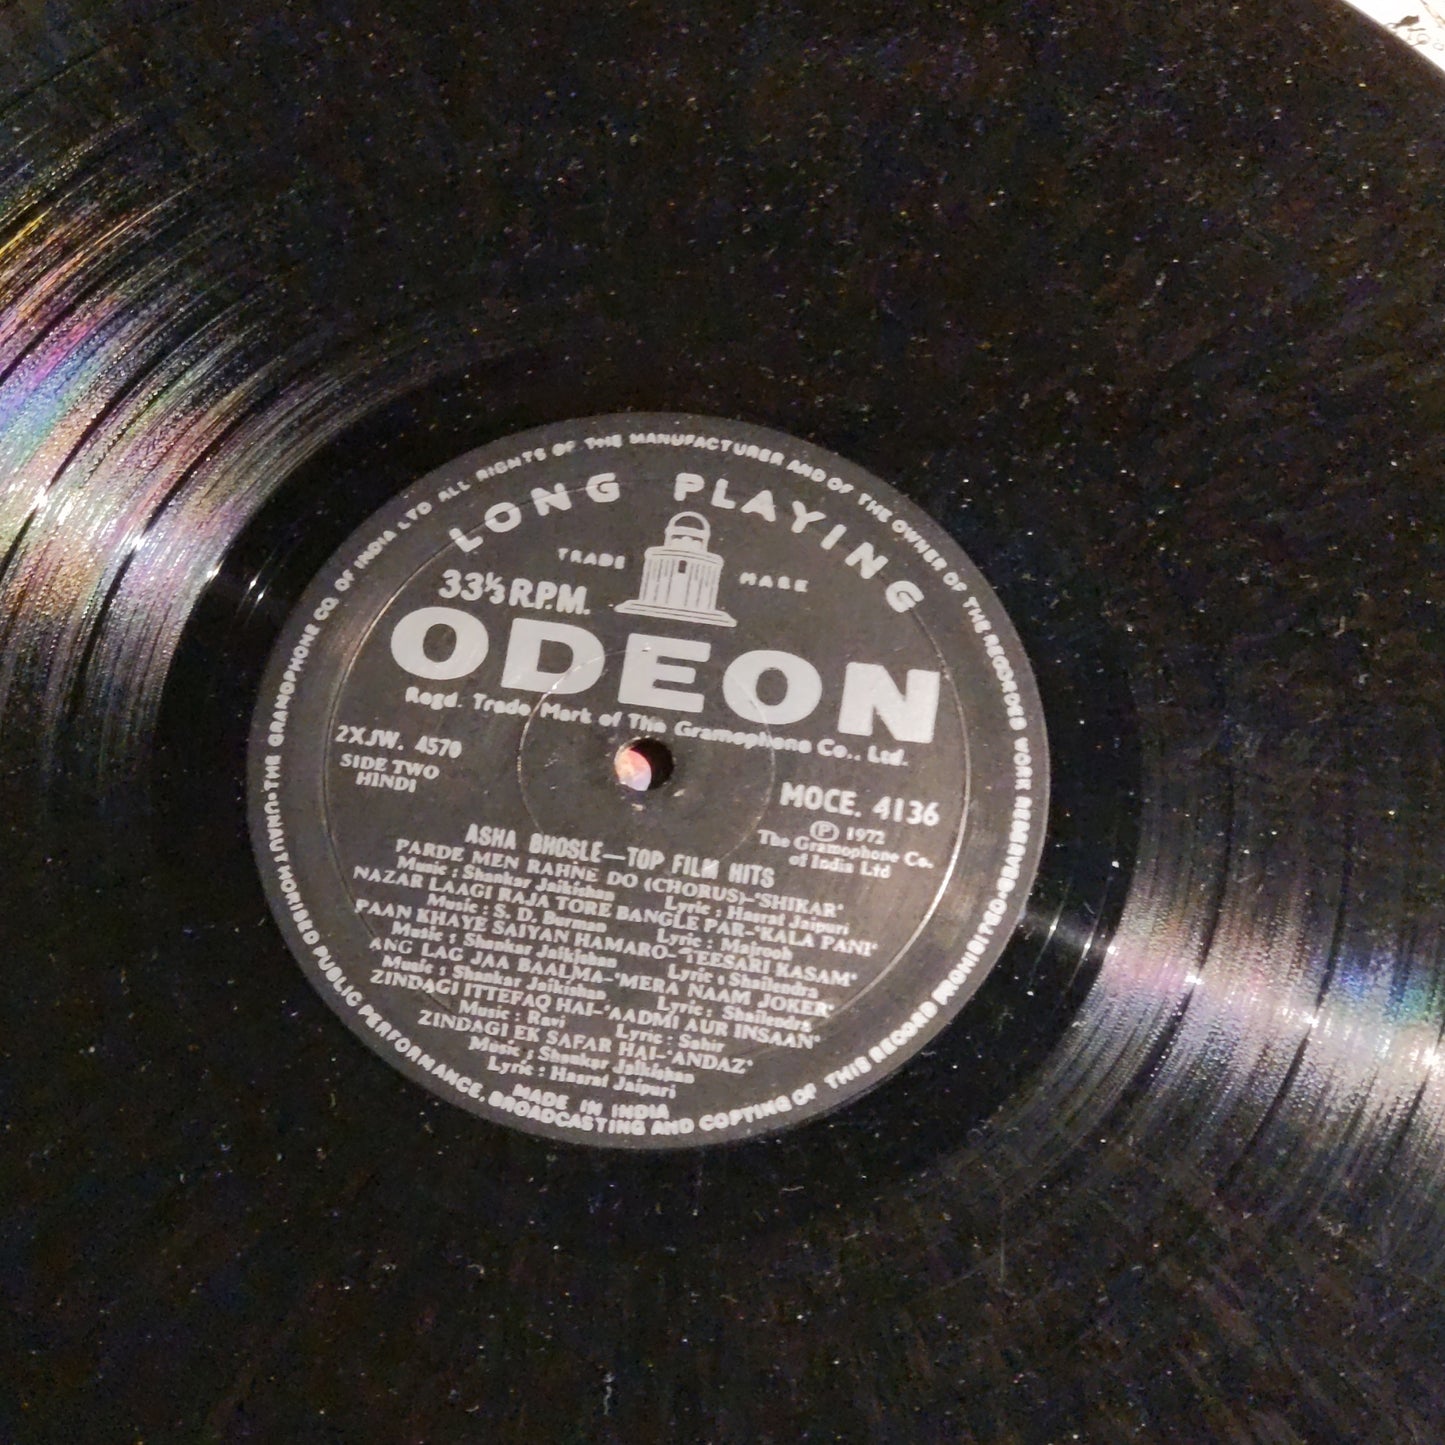 LONG PLAYING
TRADE MARK
33⅓ R.P.M.
ODEON
Regd. Trade Mark of The Gramophone Co., Ltd.
2XJW. 4570
SIDE TWO
HINDI
MOCE. 4136
Ⓟ 1972
The Gramophone Co.
of India Ltd
ASHA BHOSLE—TOP FILM HITS
PARDE MEN RAHNE DO (CHORUS)-"SHIKAR"
Music : Shankar Jaikishan Lyric : Hasrat Jaipuri
NAZAR LAAGI RAJA TORE BANGLE PAR-"KALA PANI"
Music : S. D. Burman Lyric : Majrooh
PAAN KHAYE SAIYAN HAMARO-"TEESARI KASAM"
Music : Shankar Jaikishan Lyric : Shailendra
ANG LAG JAA BAALMA-"MERA NAAM JOKER"
Music : Shankar Jaikishan Lyric : Shailendra
ZINDAGI ITTEFAQ HAI-"AADMI AUR INSAAN"
Music : Ravi Lyric : Sahir
ZINDAGI EK SAFAR HAI-"ANDAZ"
Music : Shankar Jaikishan
Lyric : Hasrat Jaipuri
MADE IN INDIA
THE GRAMOPHONE CO. OF INDIA LTD ALL RIGHTS OF THE MANUFACTURER AND OF THE OWNER OF THE RECORDED WORK RESERVED·PROHIBITED·UNAUTHORISED PUBLIC PERFORMANCE, BROADCASTING AND COPYING OF THIS RECORD